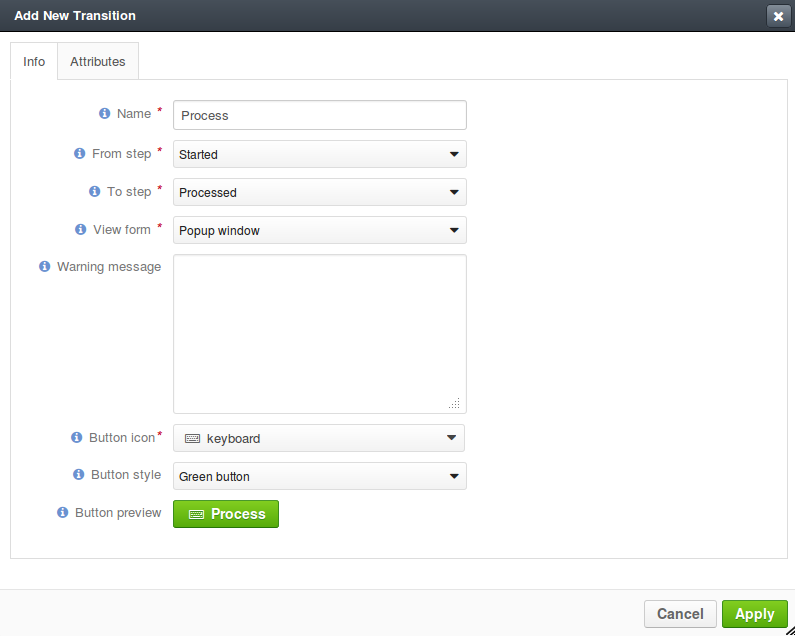 Add New Transition
Info
Attributes
Name *
Process
From step *
Started
To step *
Processed
View form *
Popup window
Warning message
Button icon*
keyboard
Button style
Green button
Button preview
Process
Cancel
Apply